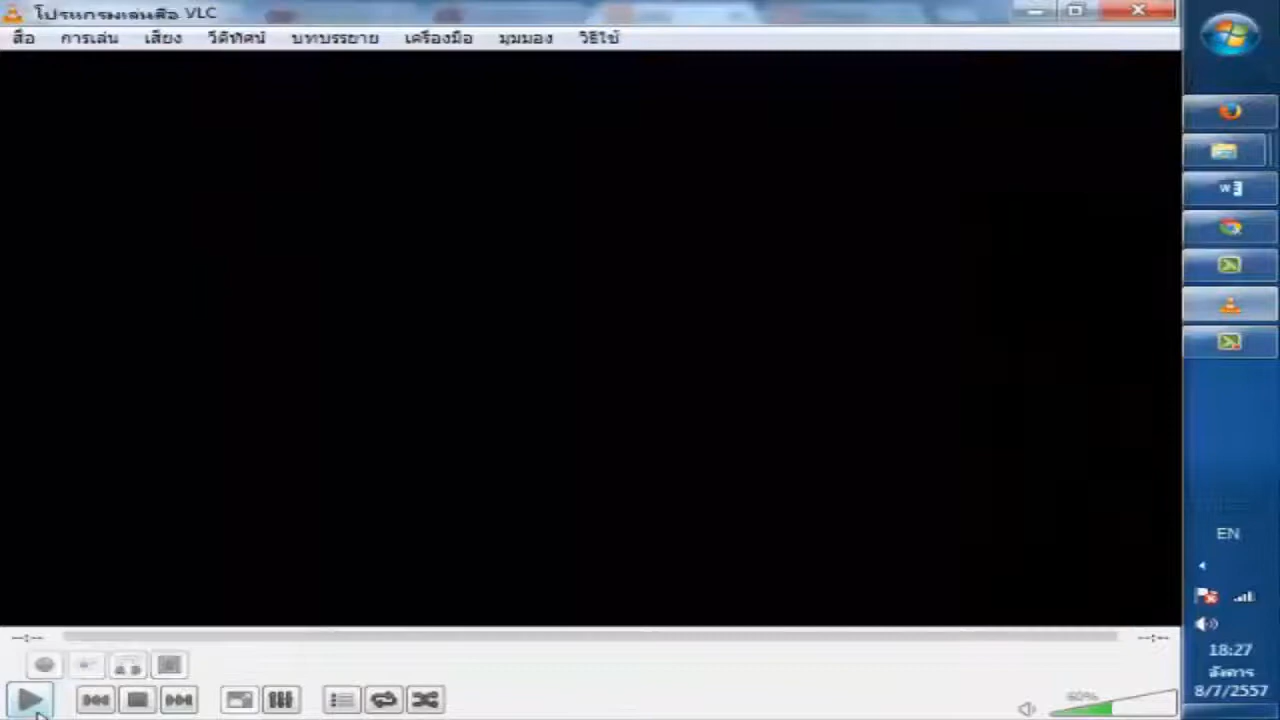 โปรแกรมเล่นสื่อ VLC
สื่อ การเล่น เสียง วีดิทัศน์ บทบรรยาย เครื่องมือ มุมมอง วิธีใช้
EN
--:-- --:--
18:27
60%
อังคาร
8/7/2557